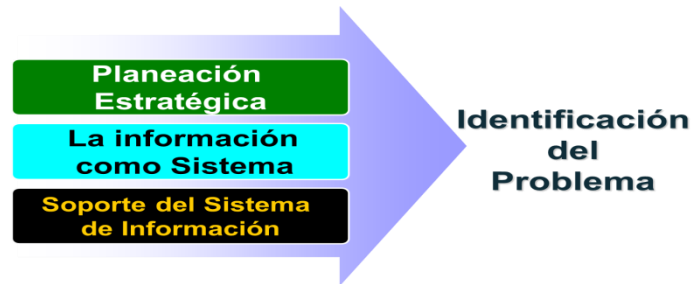 Planeación
Estratégica
La información
como Sistema
Soporte del Sistema
de Información
Identificación
del
Problema